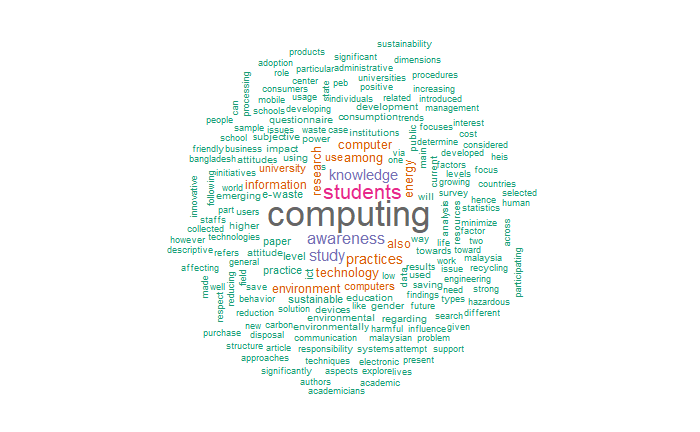 sustainability
products significant dimensions
adoption particular administrative procedures
role center state peb universities
processing consumers individuals positive increasing
can mobile usage related introduced
schools developing development management
people questionnaire consumption trends interest
sample issues waste case institutions public focuses cost
school subjective power computer determine considered
friendly business impact research use among via main developed heis
bangladesh attitudes using one current factors focus
initiatives university is knowledge energy levels
innovative following world information growing countries
emerging e-waste students will survey selected
part users computing analysis resources hence human
staffs higher statistics
collected awareness also way factor across
however technologies paper study life two
descriptive refers attitude level practices towards toward malaysia
affecting general practice ict technology low data results work recycling participating
made well field environment computers used issue engineering
respect reducing save saving need strong
behavior sustainable education findings types hazardous
reduction solution devices like gender future different
new carbon environmental regarding search
purchase disposal environmentally harmful influence given
structure article communication malaysian problem
approaches responsibility systems attempt support
techniques electronic present
significantly aspects explore lives
authors academic
academicians
minimize